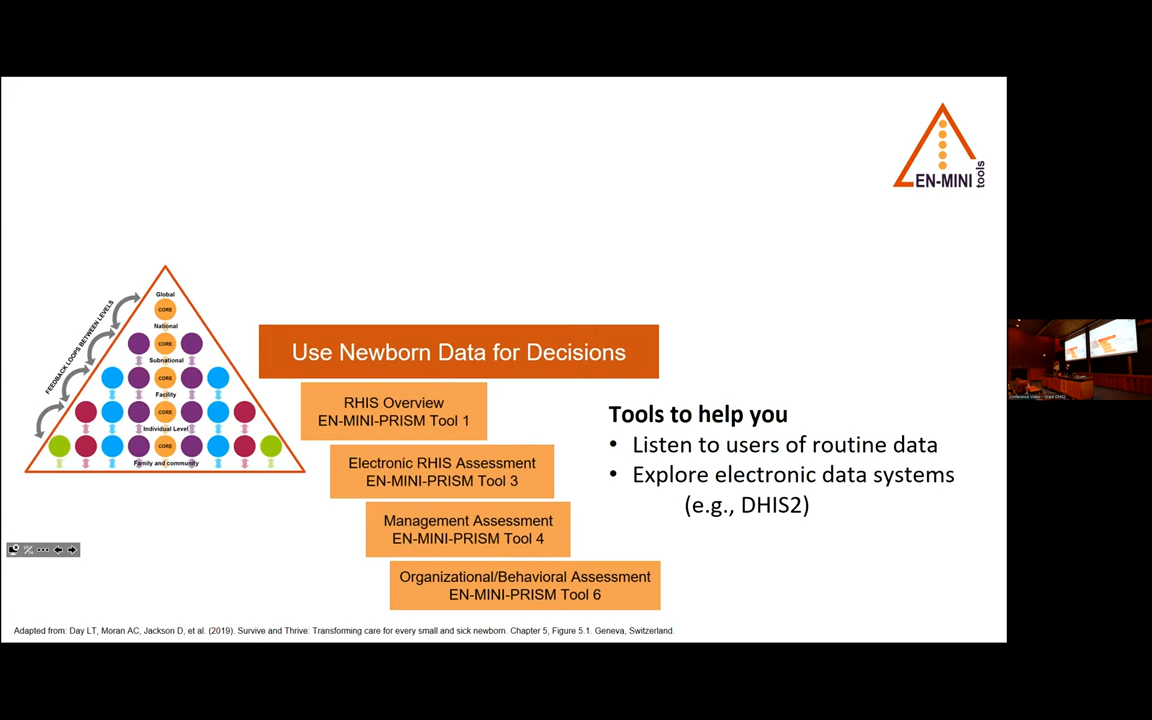 EN-MINI
tools
FEEDBACK LOOPS BETWEEN LEVELS
Global
CORE
National
CORE
Subnational
CORE
Facility
CORE
Individual Level
CORE
Family and community
Use Newborn Data for Decisions
RHIS Overview
EN-MINI-PRISM Tool 1
Electronic RHIS Assessment
EN-MINI-PRISM Tool 3
Management Assessment
EN-MINI-PRISM Tool 4
Organizational/Behavioral Assessment
EN-MINI-PRISM Tool 6
Tools to help you
• Listen to users of routine data
• Explore electronic data systems
(e.g., DHIS2)
Adapted from: Day LT, Moran AC, Jackson D, et al. (2019). Survive and Thrive: Transforming care for every small and sick newborn. Chapter 5, Figure 5.1. Geneva, Switzerland.